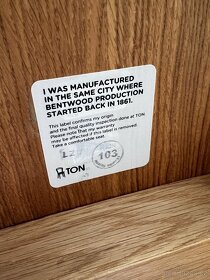 I WAS MANUFACTURED
IN THE SAME CITY WHERE
BENTWOOD PRODUCTION
STARTED BACK IN 1861.
This label confirms my origin
and the final quality inspection done at TON
Please note that my warranty
may be affected if this label is removed.
Take a comfortable seat.
103
TON